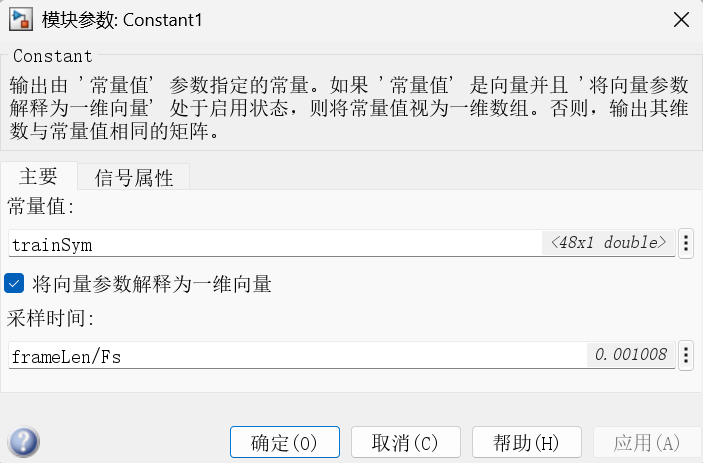 模块参数: Constant1
Constant
输出由 '常量值' 参数指定的常量。如果 '常量值' 是向量并且 '将向量参数
解释为一维向量' 处于启用状态，则将常量值视为一维数组。否则，输出其维
数与常量值相同的矩阵。
主要 信号属性
常量值:
trainSym <48x1 double>
将向量参数解释为一维向量
采样时间:
frameLen/Fs 0.001008
? 确定(O) 取消(C) 帮助(H) 应用(A)